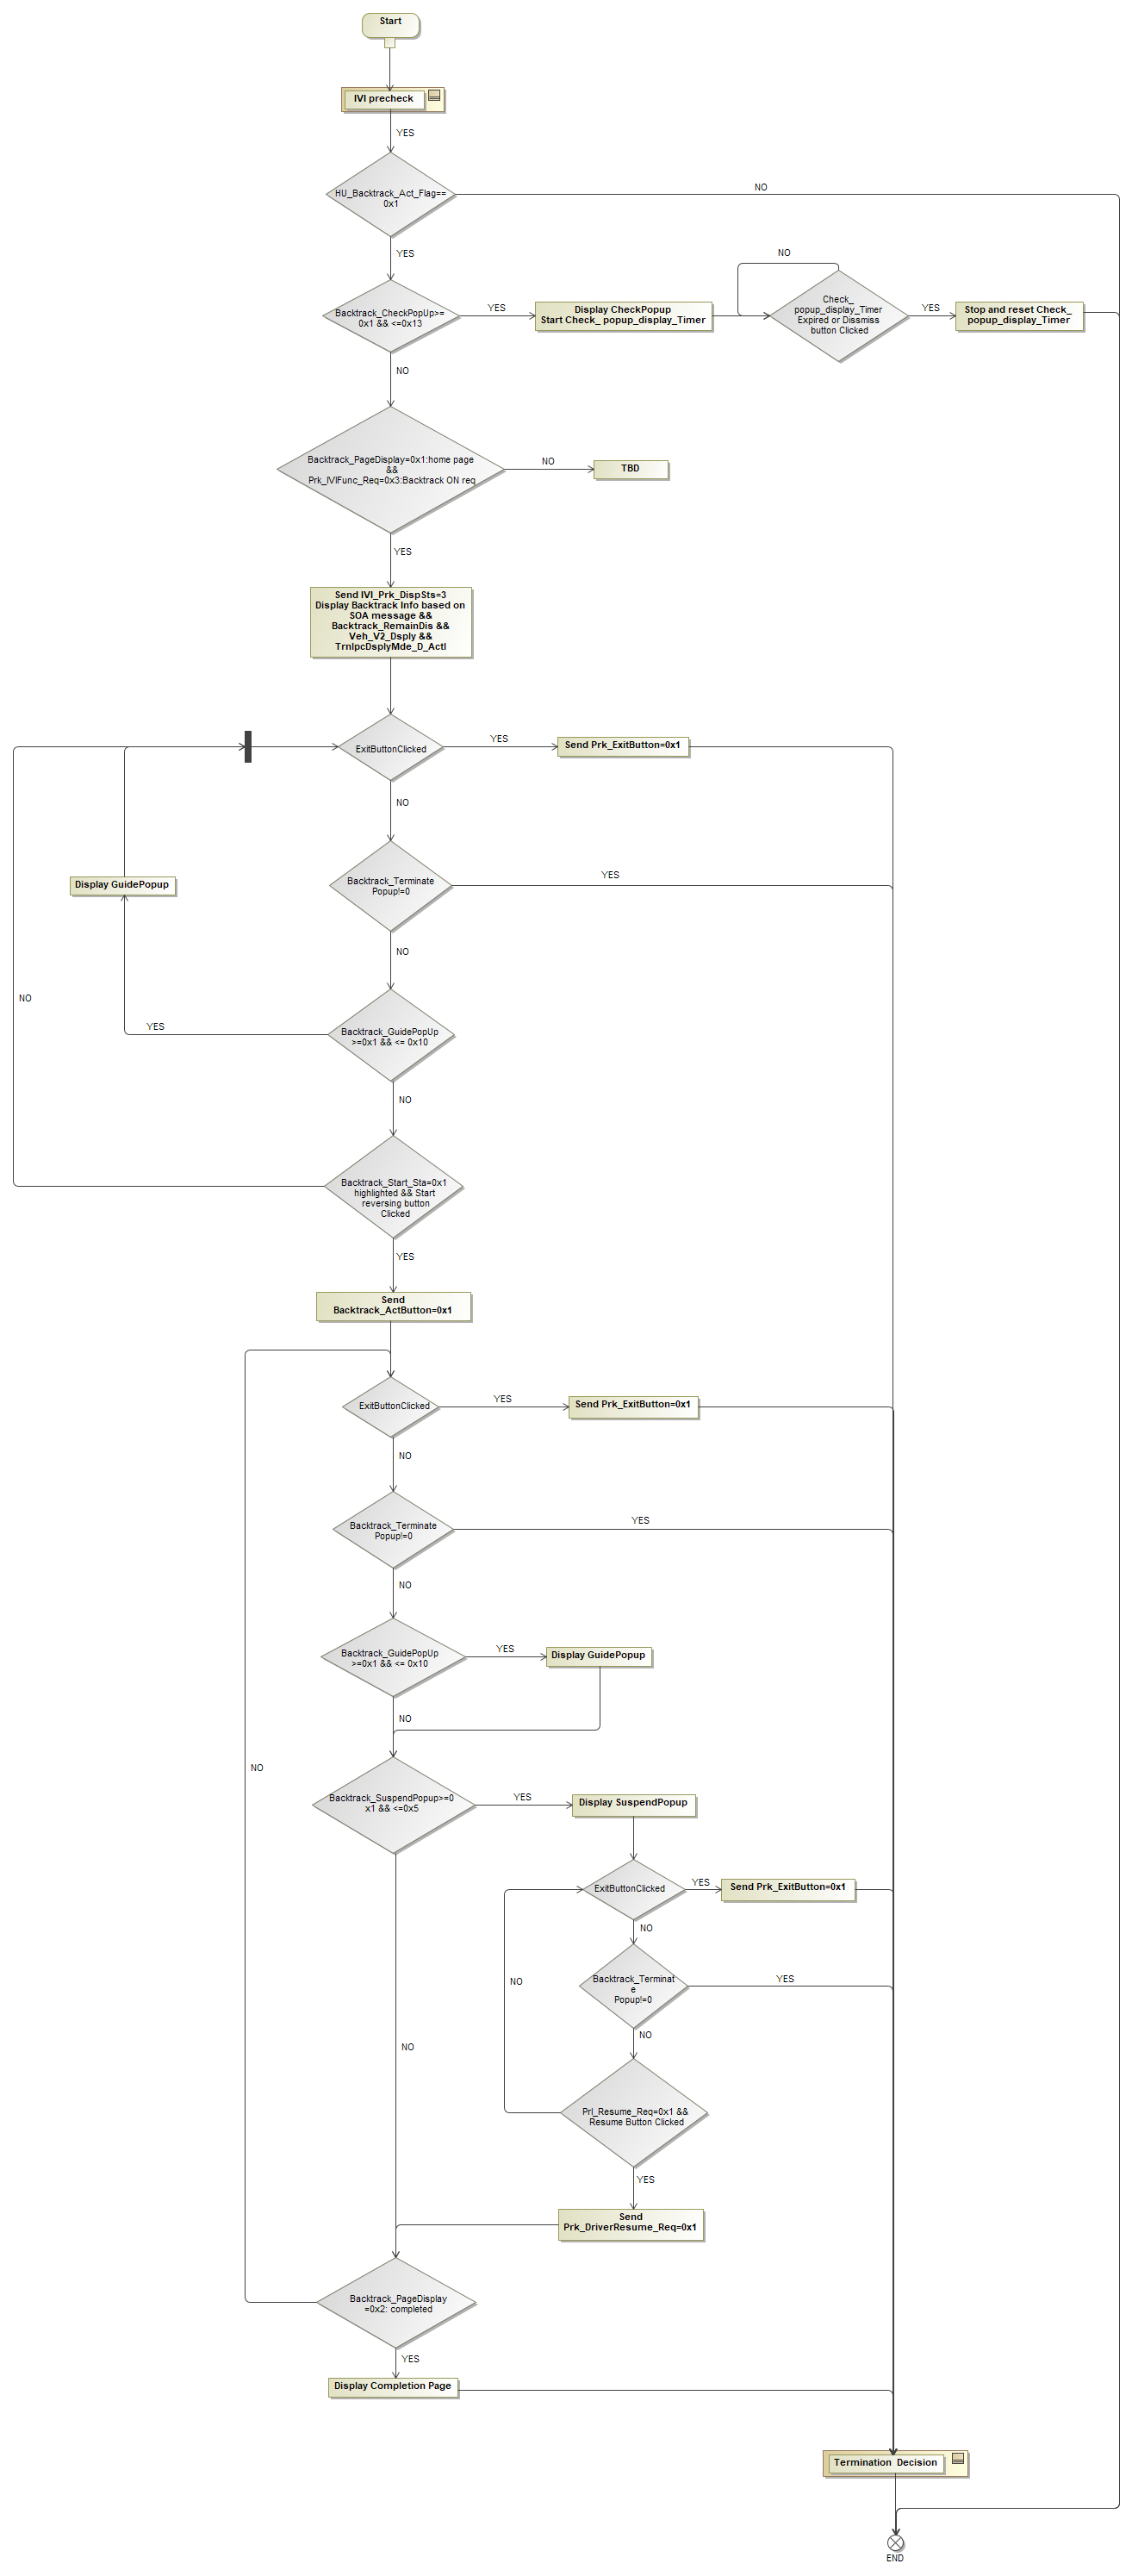 Start
IVI precheck
YES
HU_Backtrack_Act_Flag==
0x1
NO
YES
Backtrack_CheckPopUp>=
0x1 && <=0x13
YES
Display CheckPopup
Start Check_ popup_display_Timer
NO
Check_
popup_display_Timer
Expired or Dissmiss
button Clicked
YES
Stop and reset Check_
popup_display_Timer
NO
Backtrack_PageDisplay=0x1:home page
&&
Prk_IVIFunc_Req=0x3:Backtrack ON req
NO
TBD
YES
Send IVI_Prk_DispSts=3
Display Backtrack Info based on
SOA message &&
Backtrack_RemainDis &&
Veh_V2_Dsply &&
TrnIpcDsplyMde_D_Actl
ExitButtonClicked
YES
Send Prk_ExitButton=0x1
NO
Backtrack_Terminate
Popup!=0
YES
Display GuidePopup
NO
NO
Backtrack_GuidePopUp
>=0x1 && <= 0x10
YES
NO
Backtrack_Start_Sta=0x1
highlighted && Start
reversing button
Clicked
YES
Send
Backtrack_ActButton=0x1
ExitButtonClicked
YES
Send Prk_ExitButton=0x1
NO
Backtrack_Terminate
Popup!=0
YES
NO
Backtrack_GuidePopUp
>=0x1 && <= 0x10
YES
Display GuidePopup
NO
NO
Backtrack_SuspendPopup>=0
x1 && <=0x5
YES
Display SuspendPopup
ExitButtonClicked
YES
Send Prk_ExitButton=0x1
NO
NO
Backtrack_Terminat
e
Popup!=0
YES
NO
NO
Prl_Resume_Req=0x1 &&
Resume Button Clicked
YES
Send
Prk_DriverResume_Req=0x1
Backtrack_PageDisplay
=0x2: completed
YES
Display Completion Page
Termination  Decision
END